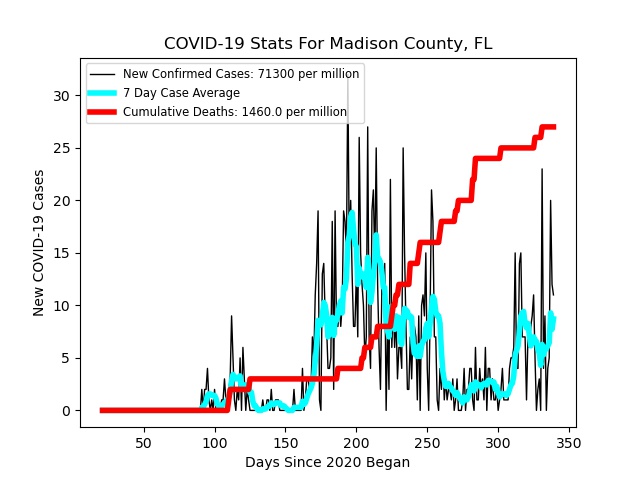 COVID-19 Stats For Madison County, FL
New Confirmed Cases: 71300 per million
7 Day Case Average
Cumulative Deaths: 1460.0 per million
New COVID-19 Cases
30
25
20
15
10
5
0
50 100 150 200 250 300 350
Days Since 2020 Began